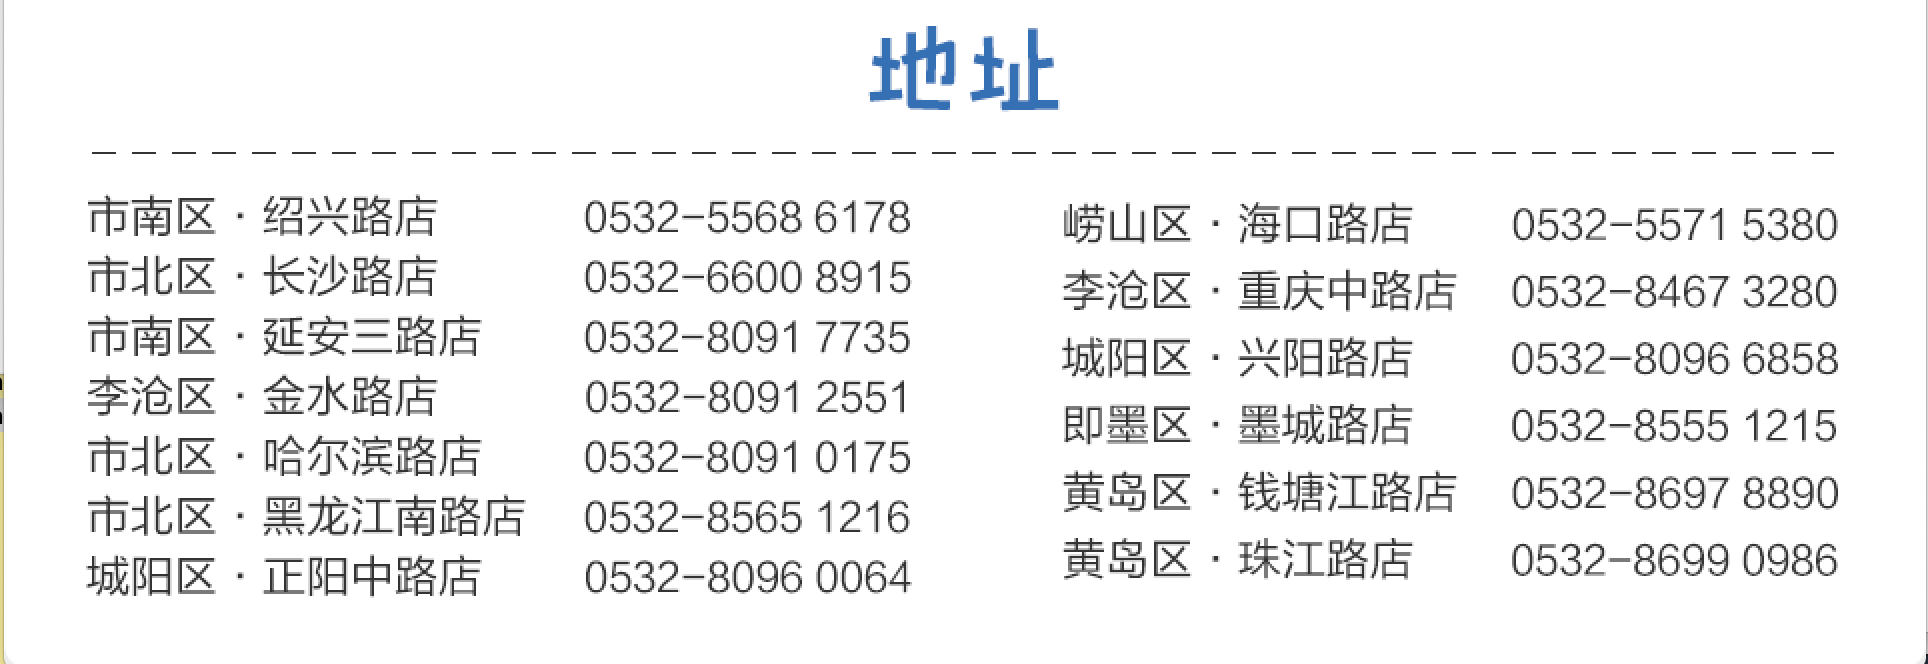 地址
市南区 · 绍兴路店 0532-5568 6178
市北区 · 长沙路店 0532-6600 8915
市南区 · 延安三路店 0532-8091 7735
李沧区 · 金水路店 0532-8091 2551
市北区 · 哈尔滨路店 0532-8091 0175
市北区 · 黑龙江南路店 0532-8565 1216
城阳区 · 正阳中路店 0532-8096 0064
崂山区 · 海口路店 0532-5571 5380
李沧区 · 重庆中路店 0532-8467 3280
城阳区 · 兴阳路店 0532-8096 6858
即墨区 · 墨城路店 0532-8555 1215
黄岛区 · 钱塘江路店 0532-8697 8890
黄岛区 · 珠江路店 0532-8699 0986